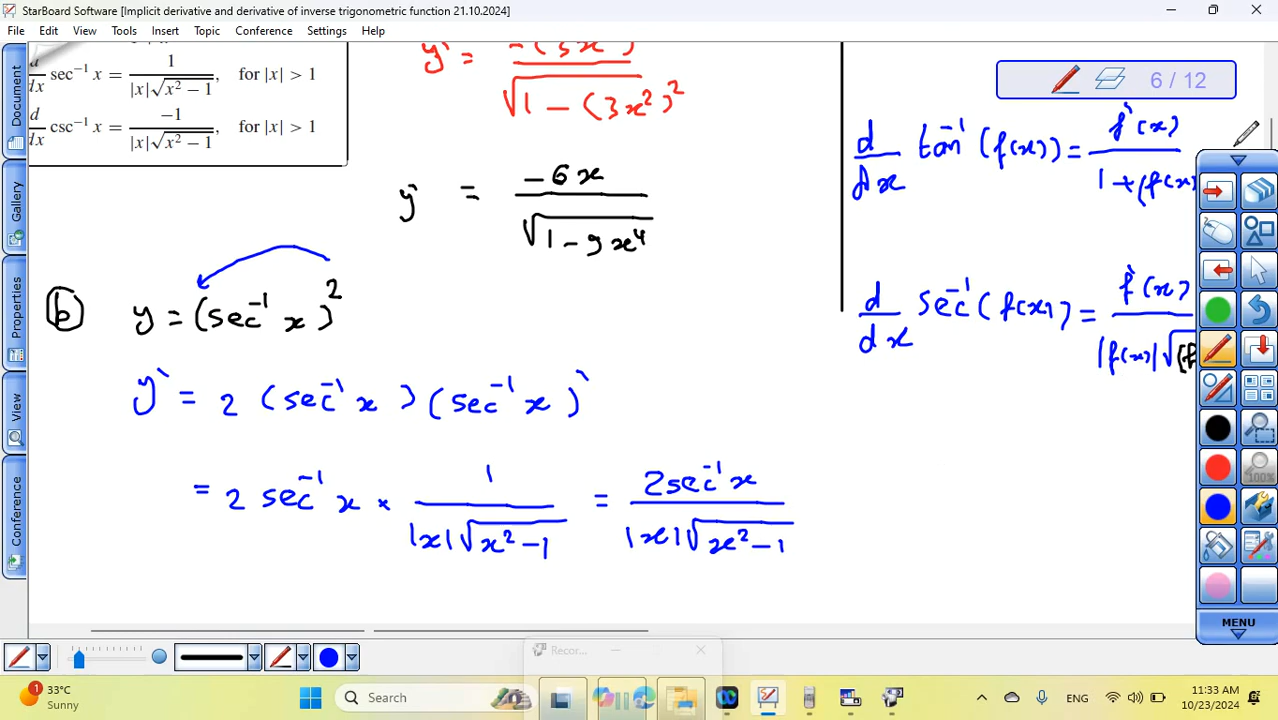 StarBoard Software [Implicit derivative and derivative of inverse trigonometric function 21.10.2024]
File Edit View Tools Insert Topic Conference Settings Help
Document
Gallery
Properties
View
Conference
d/dx sec⁻¹ x = 1/(|x|√(x² − 1)), for |x| > 1
d/dx csc⁻¹ x = −1/(|x|√(x² − 1)), for |x| > 1
y' =
√(1 − (3x²)²)
y' = −6x/√(1 − 9x⁴)
b y = (sec⁻¹ x)²
y' = 2 (sec⁻¹ x) (sec⁻¹ x)'
= 2 sec⁻¹ x × 1/(|x|√(x² − 1)) = 2sec⁻¹ x/(|x|√(x² − 1))
6 / 12
d/dx tan⁻¹ (f(x)) = f'(x)/1 + (f(x)
d/dx sec⁻¹ (f(x)) = f'(x)/|f(x)|√(f
100%
MENU
Recor...
33°C
Sunny
1
Search
ENG
11:33 AM
10/23/2024